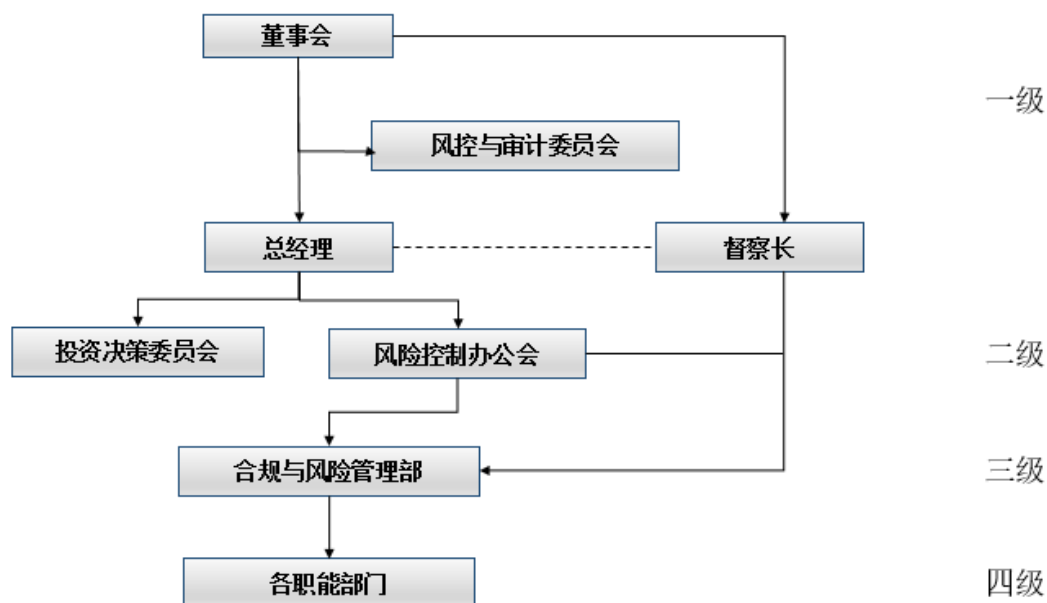 董事会
一级
风控与审计委员会
总经理
督察长
投资决策委员会
风险控制办公会
二级
合规与风险管理部
三级
各职能部门
四级